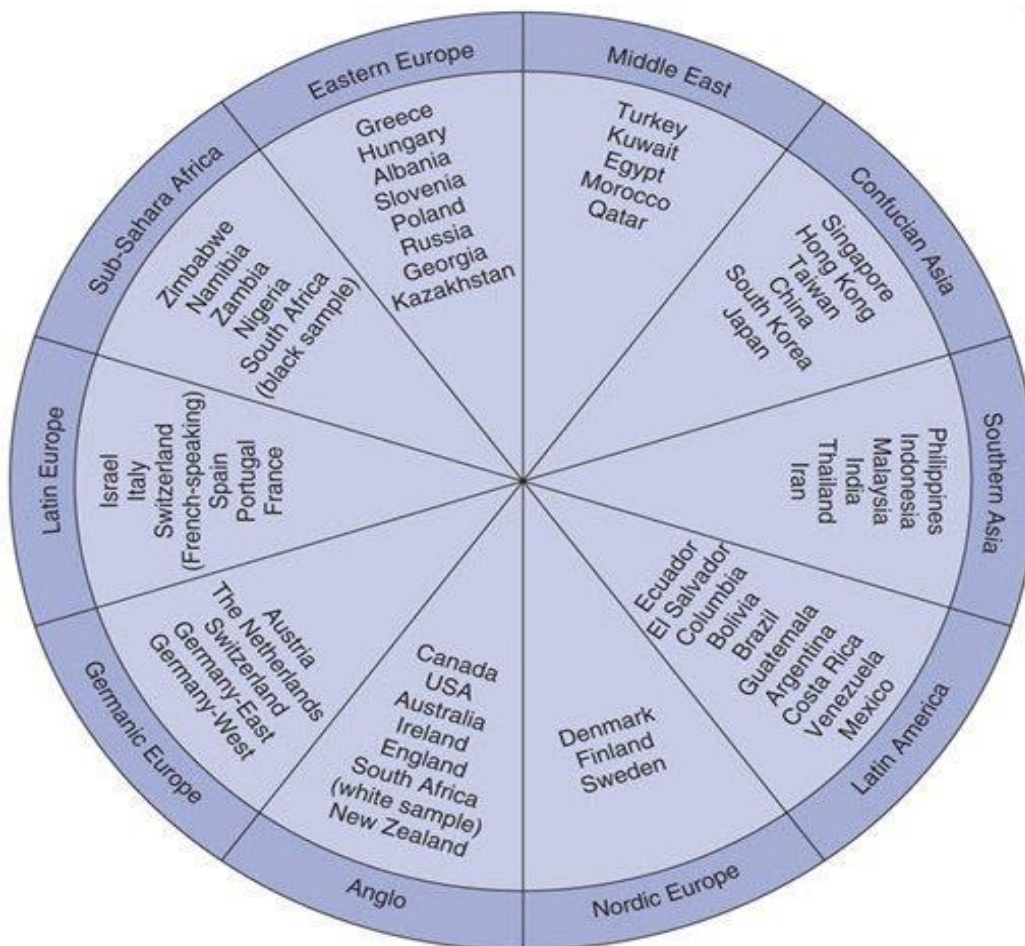 Eastern Europe
Greece
Hungary
Albania
Slovenia
Poland
Russia
Georgia
Kazakhstan
Middle East
Turkey
Kuwait
Egypt
Morocco
Qatar
Confucian Asia
Singapore
Hong Kong
Taiwan
China
South Korea
Japan
Southern Asia
Philippines
Indonesia
Malaysia
India
Thailand
Iran
Latin America
Ecuador
El Salvador
Columbia
Bolivia
Brazil
Guatemala
Argentina
Costa Rica
Venezuela
Mexico
Nordic Europe
Denmark
Finland
Sweden
Anglo
Canada
USA
Australia
Ireland
England
South Africa
(white sample)
New Zealand
Germanic Europe
Austria
The Netherlands
Switzerland
Germany-East
Germany-West
Latin Europe
Israel
Italy
Switzerland
(French-speaking)
Spain
Portugal
France
Sub-Sahara Africa
Zimbabwe
Namibia
Zambia
Nigeria
South Africa
(black sample)